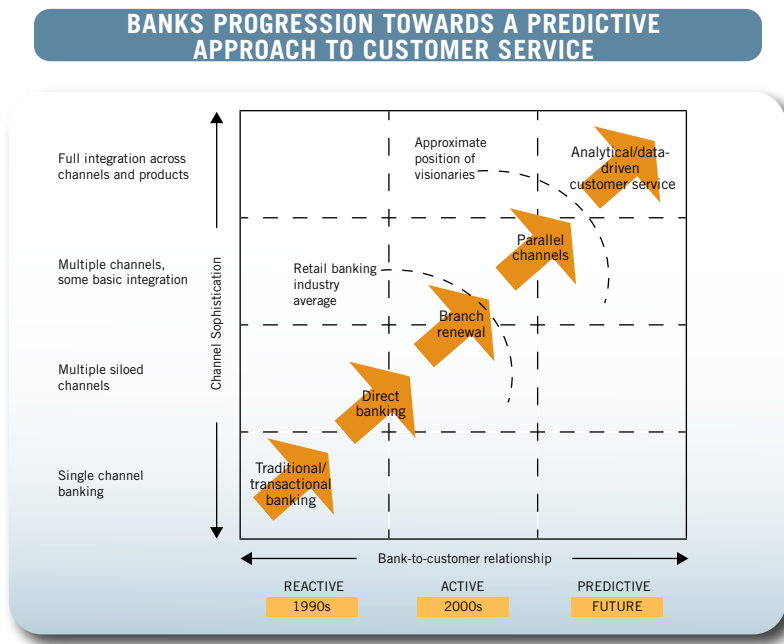 BANKS PROGRESSION TOWARDS A PREDICTIVE
APPROACH TO CUSTOMER SERVICE
Full integration across
channels and products
Multiple channels,
some basic integration
Multiple siloed
channels
Single channel
banking
Channel Sophistication
Approximate
position of
visionaries
Analytical/data-
driven
customer service
Parallel
channels
Retail banking
industry
average
Branch
renewal
Direct
banking
Traditional/
transactional
banking
Bank-to-customer relationship
REACTIVE
1990s
ACTIVE
2000s
PREDICTIVE
FUTURE